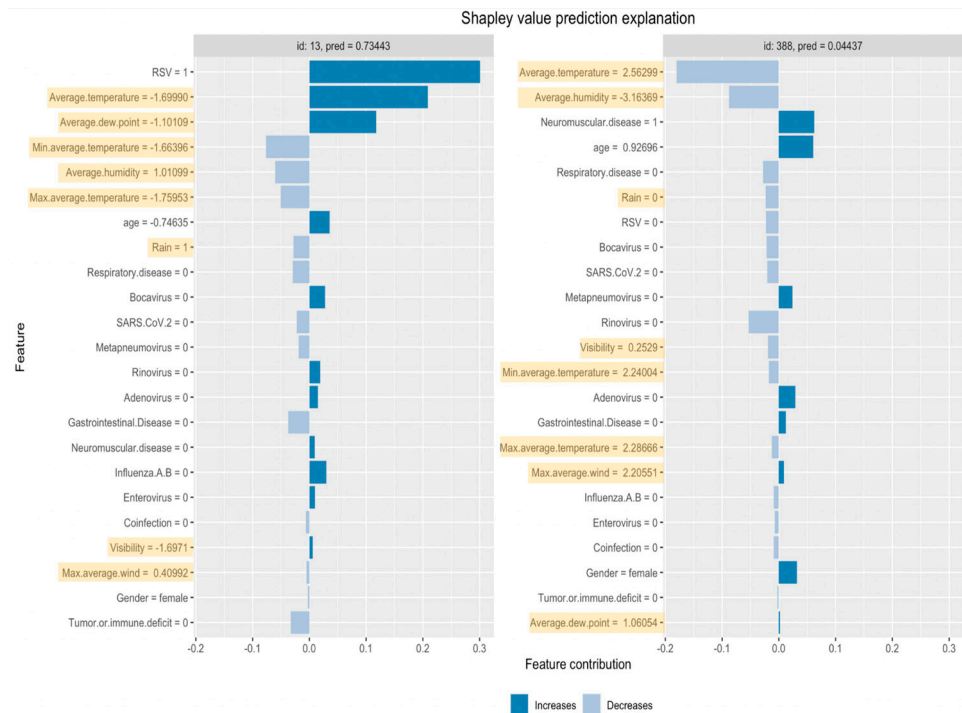 Shapley value prediction explanation
id: 13, pred = 0.73443
RSV = 1
Average.temperature = -1.69990
Average.dew.point = -1.10109
Min.average.temperature = -1.66396
Average.humidity = 1.01099
Max.average.temperature = -1.75953
age = -0.74635
Rain = 1
Respiratory.disease = 0
Bocavirus = 0
SARS.CoV.2 = 0
Metapneumovirus = 0
Rinovirus = 0
Adenovirus = 0
Gastrointestinal.Disease = 0
Neuromuscular.disease = 0
Influenza.A.B = 0
Enterovirus = 0
Coinfection = 0
Visibility = -1.6971
Max.average.wind = 0.40992
Gender = female
Tumor.or.immune.deficit = 0
-0.2 -0.1 0.0 0.1 0.2 0.3
id: 388, pred = 0.04437
Average.temperature = 2.56299
Average.humidity = -3.16369
Neuromuscular.disease = 1
age = 0.92696
Respiratory.disease = 0
Rain = 0
RSV = 0
Bocavirus = 0
SARS.CoV.2 = 0
Metapneumovirus = 0
Rinovirus = 0
Visibility = 0.2529
Min.average.temperature = 2.24004
Adenovirus = 0
Gastrointestinal.Disease = 0
Max.average.temperature = 2.28666
Max.average.wind = 2.20551
Influenza.A.B = 0
Enterovirus = 0
Coinfection = 0
Gender = female
Tumor.or.immune.deficit = 0
Average.dew.point = 1.06054
-0.2 -0.1 0.0 0.1 0.2 0.3
Feature
Feature contribution
Increases
Decreases